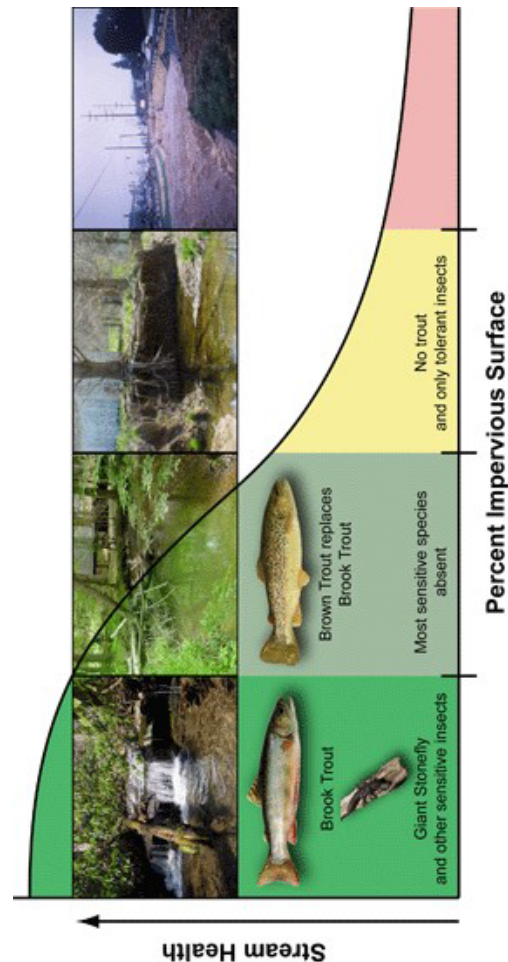 Stream Health
Brook Trout
Giant Stonefly
and other sensitive insects
Brown Trout replaces
Brook Trout
Most sensitive species
absent
No trout
and only tolerant insects
Percent Impervious Surface